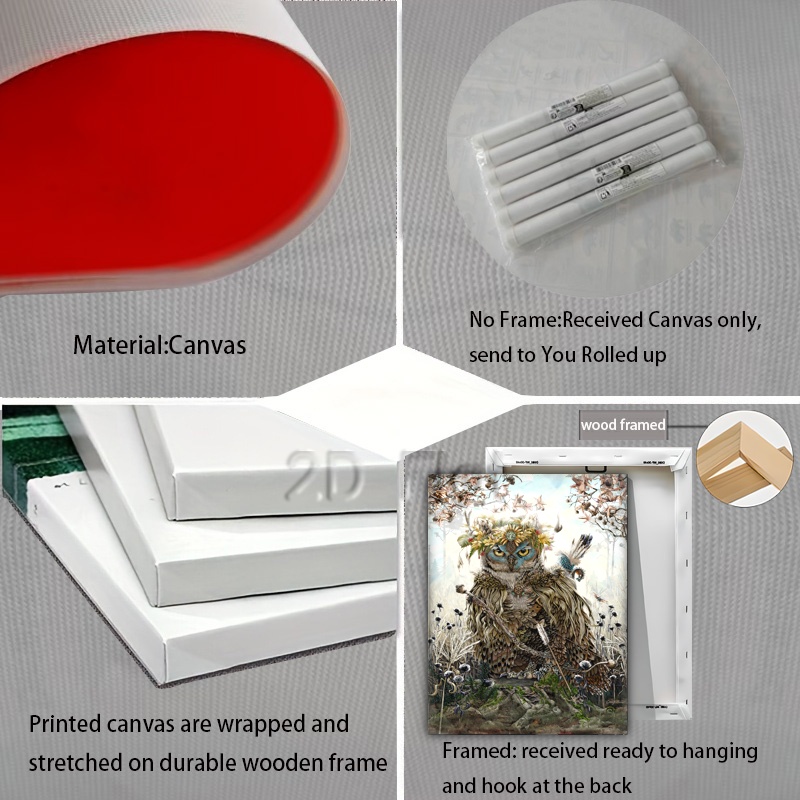 Material:Canvas
No Frame:Received Canvas only,
send to You Rolled up
wood framed
2D
Printed canvas are wrapped and
stretched on durable wooden frame
Framed: received ready to hanging
and hook at the back